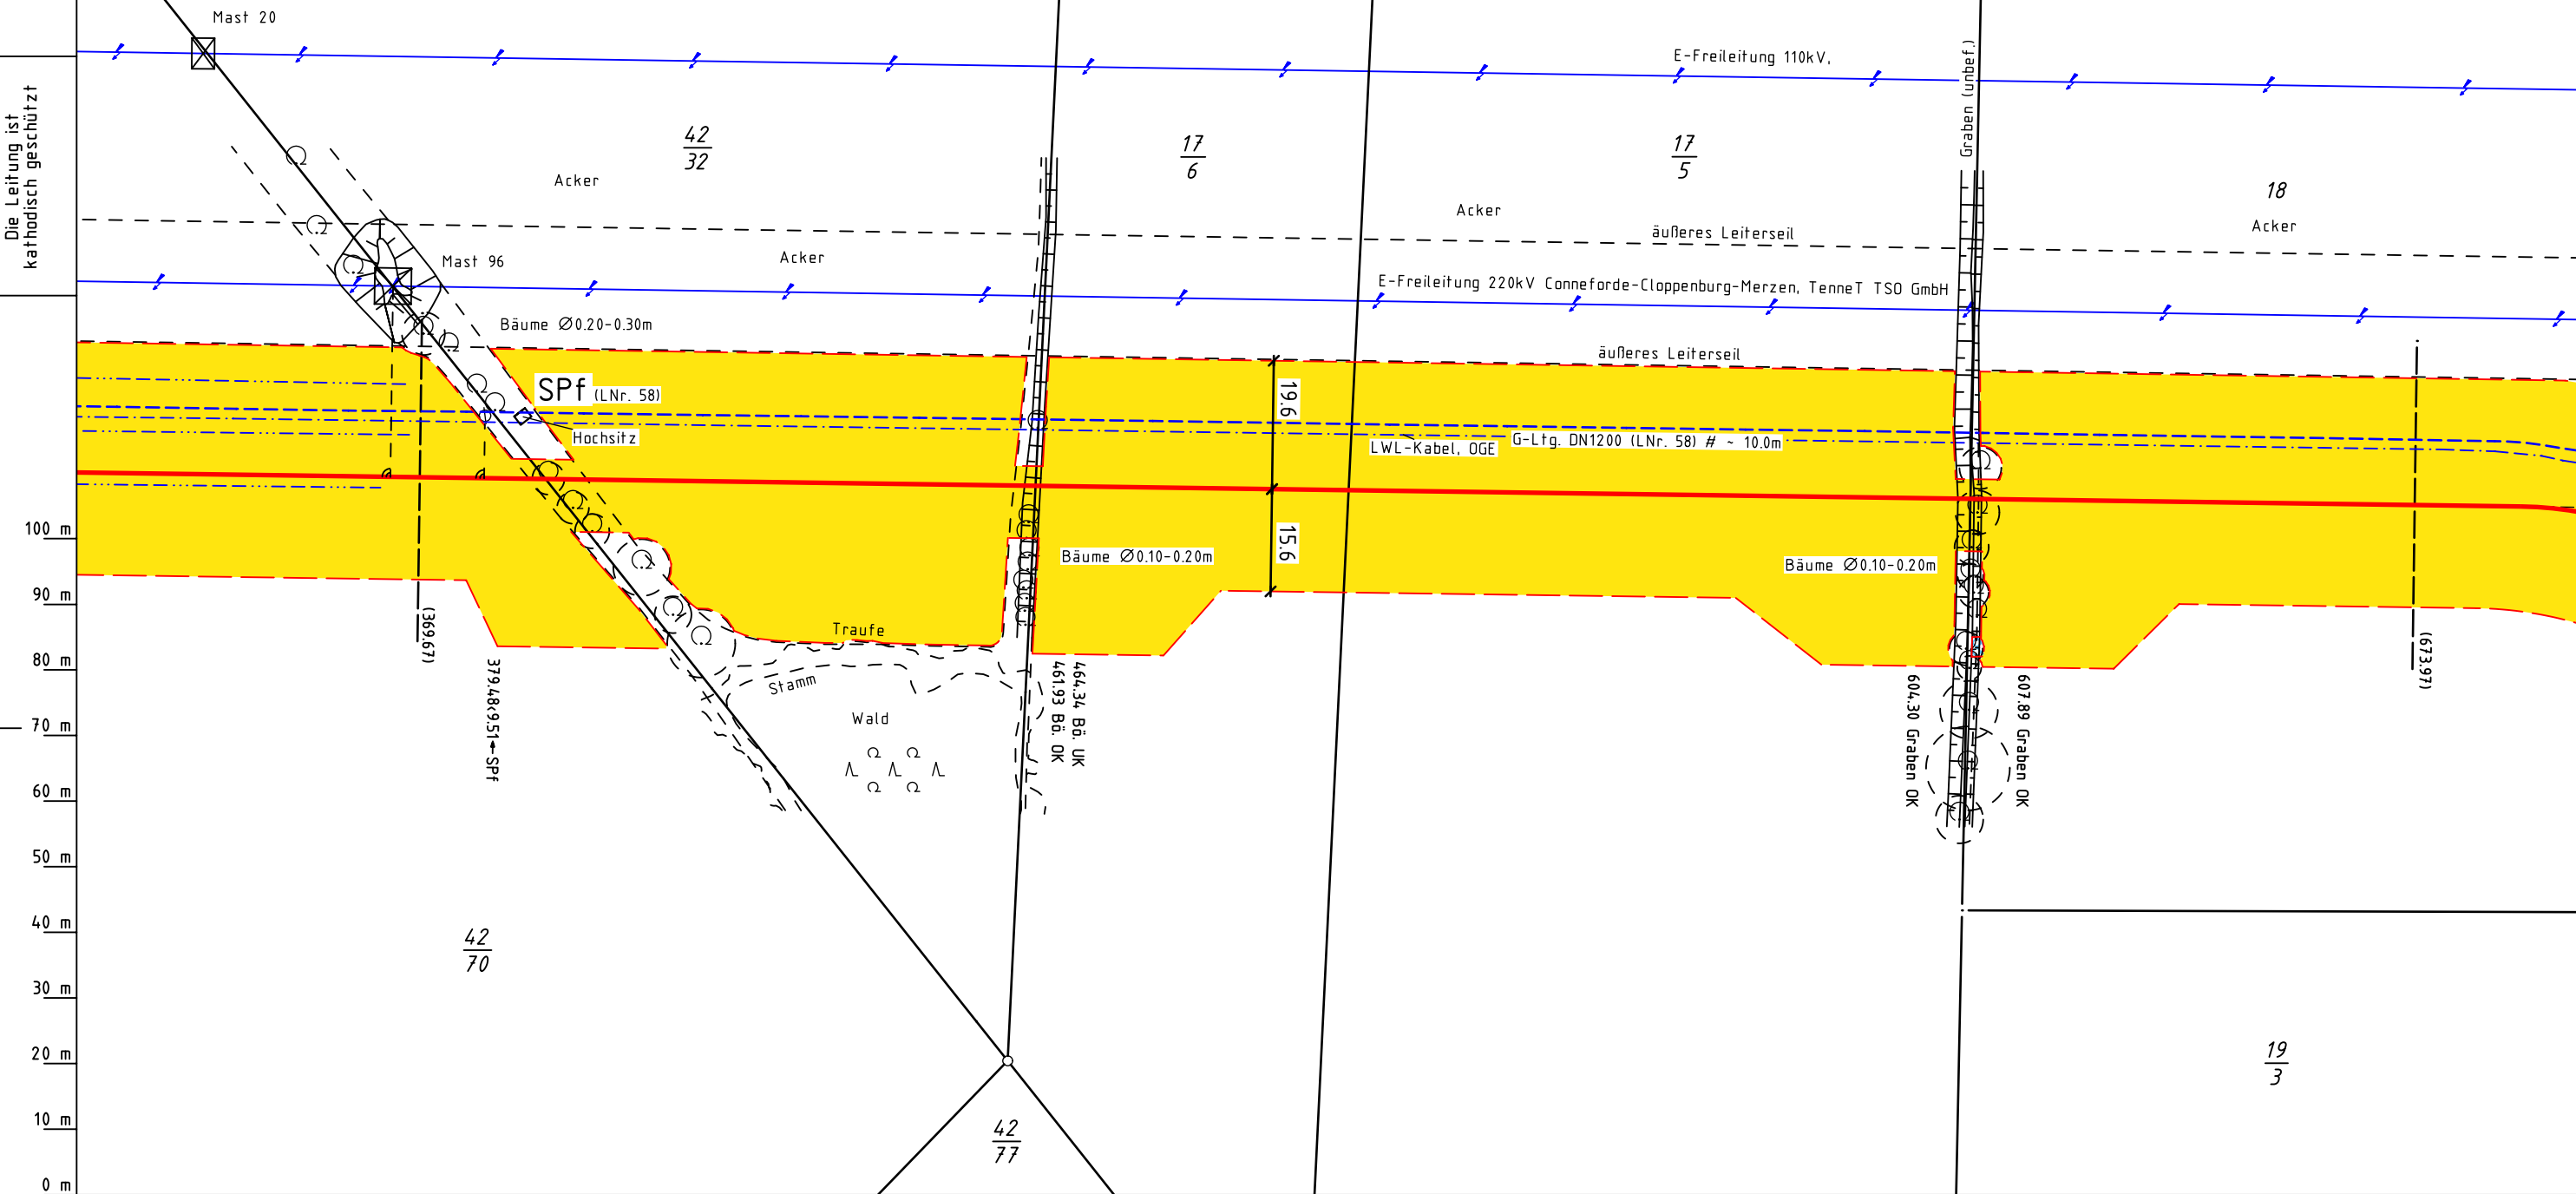 Mast 20
E-Freileitung 110kV,
Graben (unbef.)
Die Leitung ist
kathodisch geschützt
42
32
17
6
17
5
18
Acker
Acker
Acker
äußeres Leiterseil
Mast 96
Acker
E-Freileitung 220kV Conneforde-Cloppenburg-Merzen, TenneT TSO GmbH
Bäume Ø0.20-0.30m
äußeres Leiterseil
SPf (LNr. 58)
19.6
Hochsitz
LWL-Kabel, OGE
G-Ltg. DN1200 (LNr. 58) # ~ 10.0m
100 m
15.6
Bäume Ø0.10-0.20m
Bäume Ø0.10-0.20m
90 m
(369.67)
Traufe
(673.97)
80 m
379.48<9.51 SPf
Stamm
461.93 Bö. OK
464.34 Bö. UK
604.30 Graben OK
607.89 Graben OK
Wald
70 m
60 m
50 m
40 m
42
70
30 m
20 m
19
3
10 m
42
77
0 m